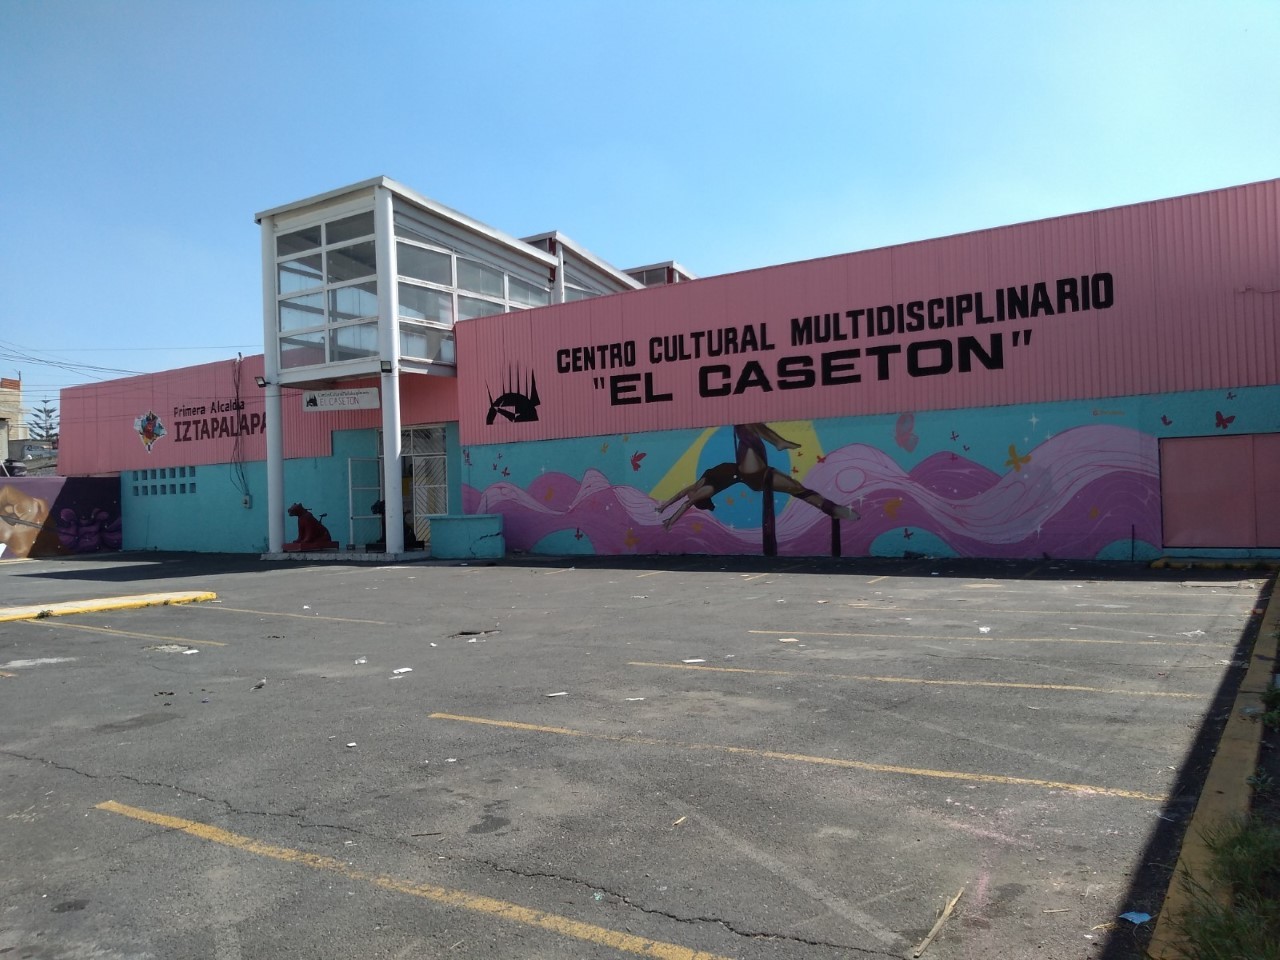 CENTRO CULTURAL MULTIDISCIPLINARIO
"EL CASETON"
Primera Alcaldía
IZTAPALAPA
EL CASETON